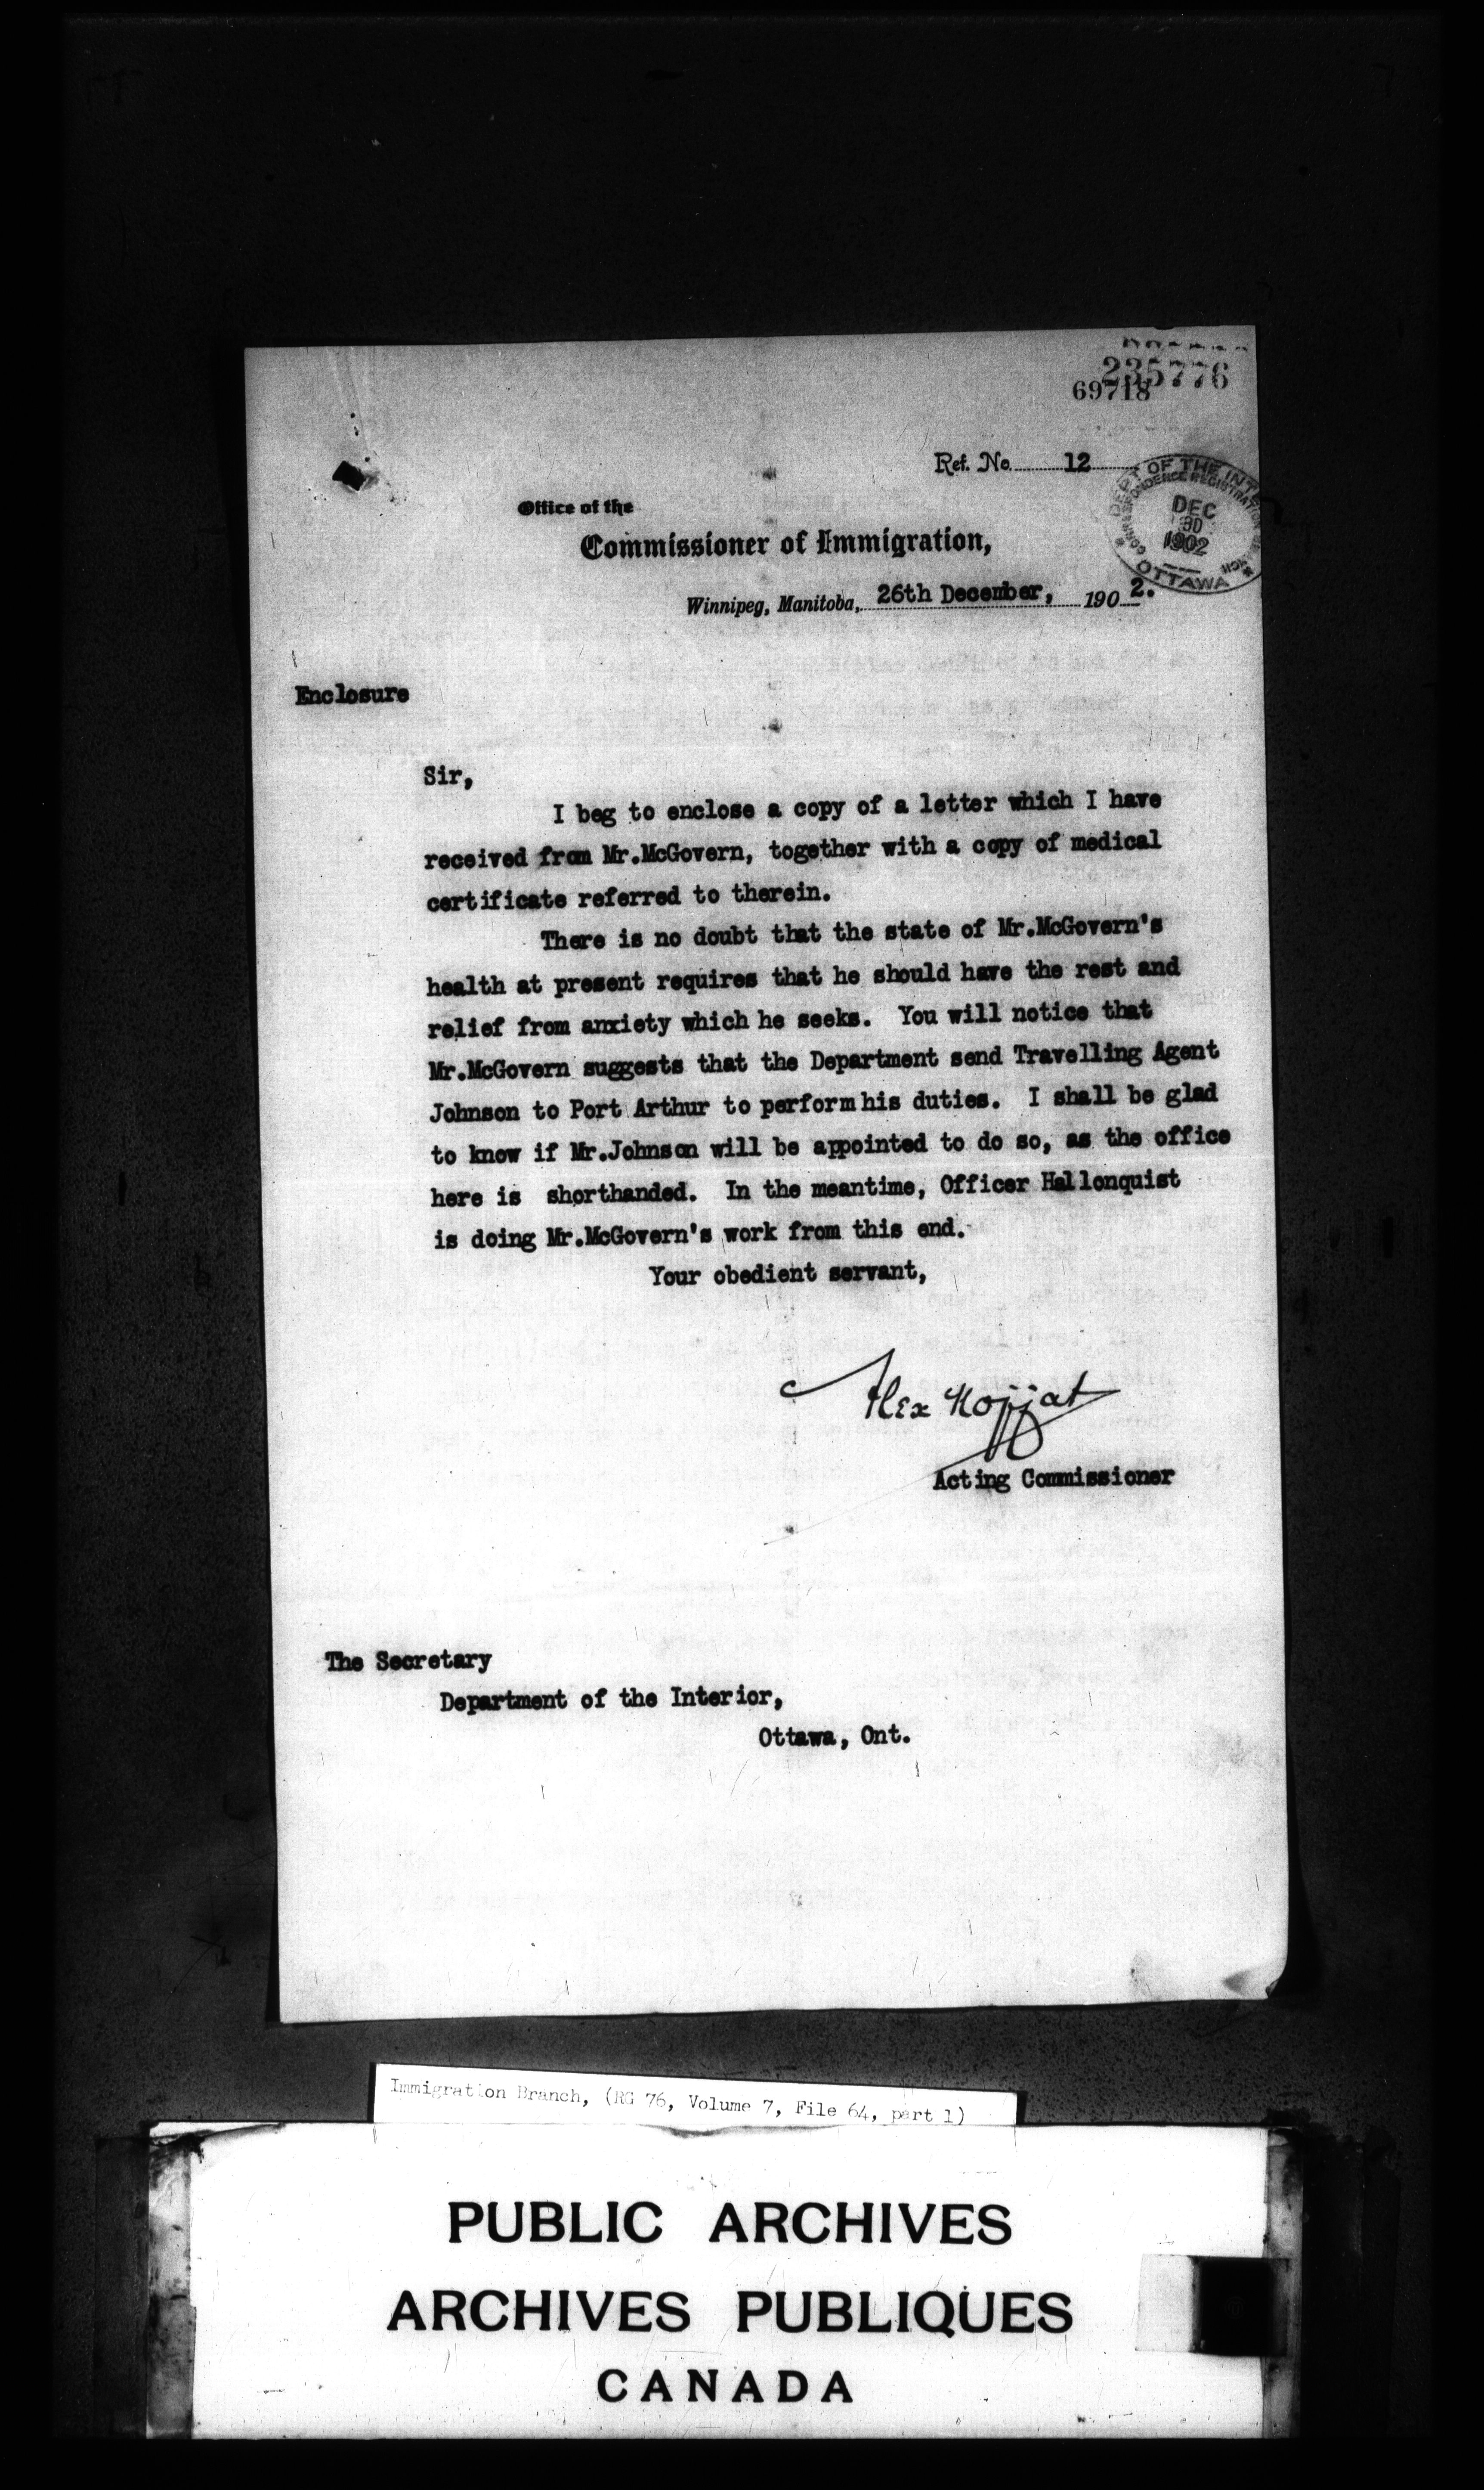 235776
69718
Ref. No. 12
DEPT OF THE INTE
CORRESPONDENCE REGISTRATION
DEC
30
1902
OTTAWA
Office of the
Commissioner of Immigration,
Winnipeg, Manitoba, 26th December, 1902.
Enclosure
Sir,
I beg to enclose a copy of a letter which I have
received from Mr.McGovern, together with a copy of medical
certificate referred to therein.
There is no doubt that the state of Mr.McGovern's
health at present requires that he should have the rest and
relief from anxiety which he seeks. You will notice that
Mr.McGovern suggests that the Department send Travelling Agent
Johnson to Port Arthur to perform his duties. I shall be glad
to know if Mr.Johnson will be appointed to do so, as the office
here is shorthanded. In the meantime, Officer Hallonquist
is doing Mr.McGovern's work from this end.
Your obedient servant,
Alex Moffat
Acting Commissioner
The Secretary
Department of the Interior,
Ottawa, Ont.
Immigration Branch, (RG 76, Volume 7, File 64, part 1)
PUBLIC ARCHIVES
ARCHIVES PUBLIQUES
CANADA